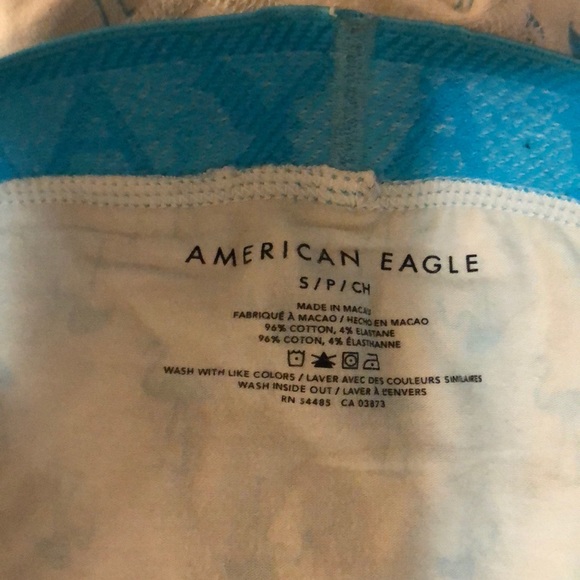 AMERICAN EAGLE
S/P/CH
MADE IN MACAU
FABRIQUÉ À MACAO / HECHO EN MACAO
96% COTTON, 4% ELASTANE
96% COTON, 4% ÉLASTHANNE
WASH WITH LIKE COLORS / LAVER AVEC DES COULEURS SIMILAIRES
WASH INSIDE OUT / LAVER À L'ENVERS
RN 54485 CA 03873